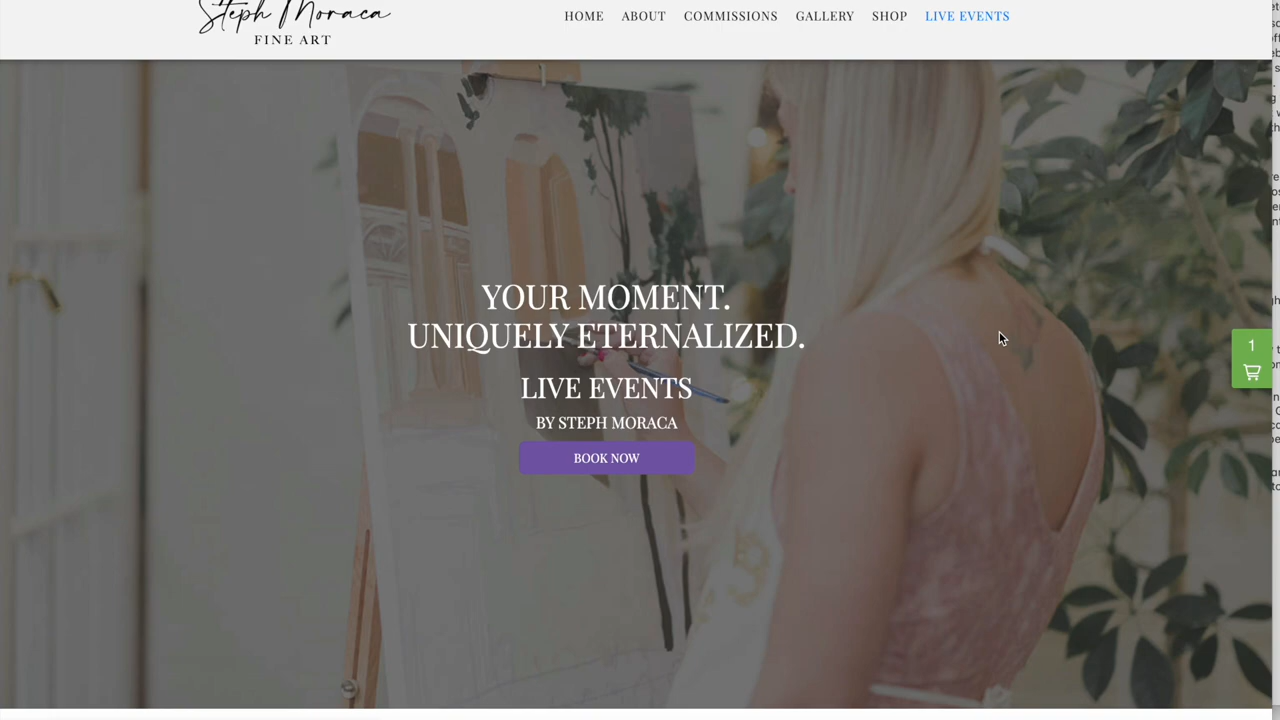 Steph Moraca
FINE ART
HOME ABOUT COMMISSIONS GALLERY SHOP LIVE EVENTS
YOUR MOMENT.
UNIQUELY ETERNALIZED.
LIVE EVENTS
BY STEPH MORACA
BOOK NOW
1